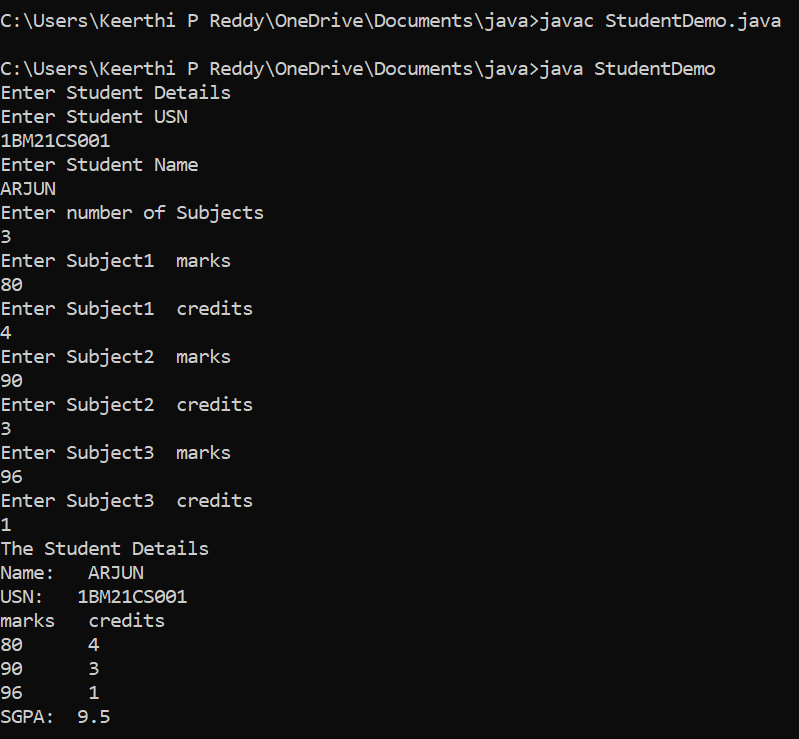 C:\Users\Keerthi P Reddy\OneDrive\Documents\java>javac StudentDemo.java
C:\Users\Keerthi P Reddy\OneDrive\Documents\java>java StudentDemo
Enter Student Details
Enter Student USN
1BM21CS001
Enter Student Name
ARJUN
Enter number of Subjects
3
Enter Subject1  marks
80
Enter Subject1  credits
4
Enter Subject2  marks
90
Enter Subject2  credits
3
Enter Subject3  marks
96
Enter Subject3  credits
1
The Student Details
Name:   ARJUN
USN:   1BM21CS001
marks   credits
80      4
90      3
96      1
SGPA:  9.5